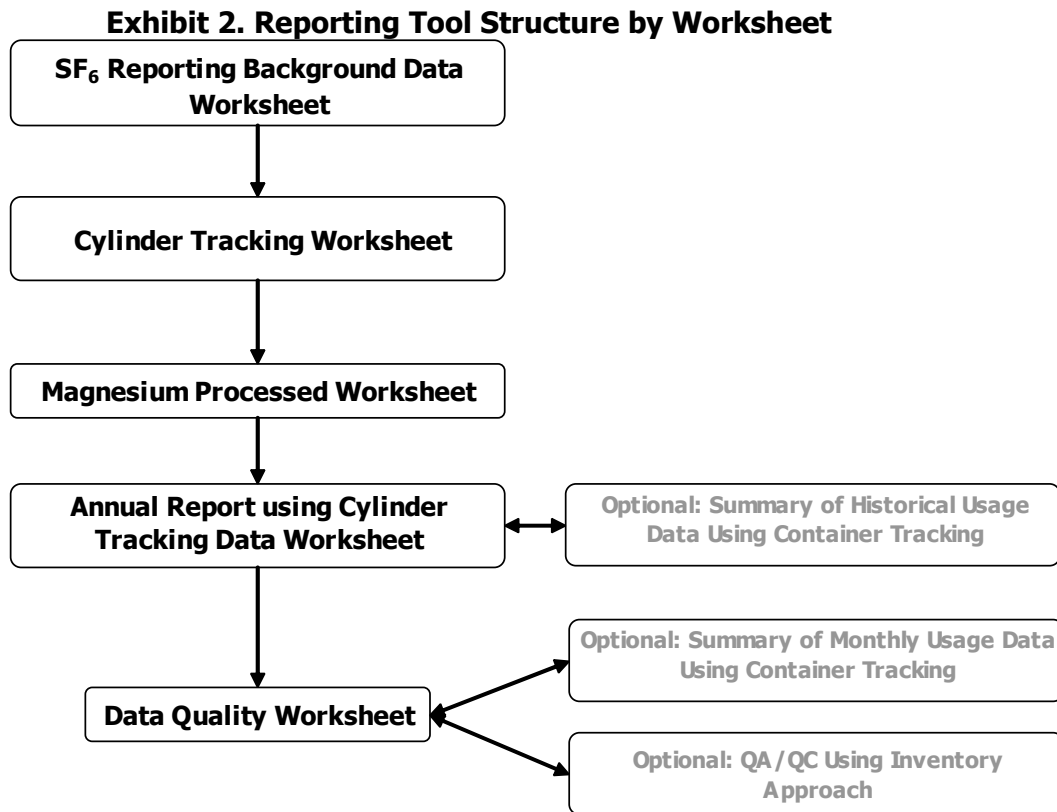 Exhibit 2. Reporting Tool Structure by Worksheet
SF₆ Reporting Background Data
Worksheet
Cylinder Tracking Worksheet
Magnesium Processed Worksheet
Annual Report using Cylinder
Tracking Data Worksheet
Optional: Summary of Historical Usage
Data Using Container Tracking
Optional: Summary of Monthly Usage Data
Using Container Tracking
Data Quality Worksheet
Optional: QA/QC Using Inventory
Approach